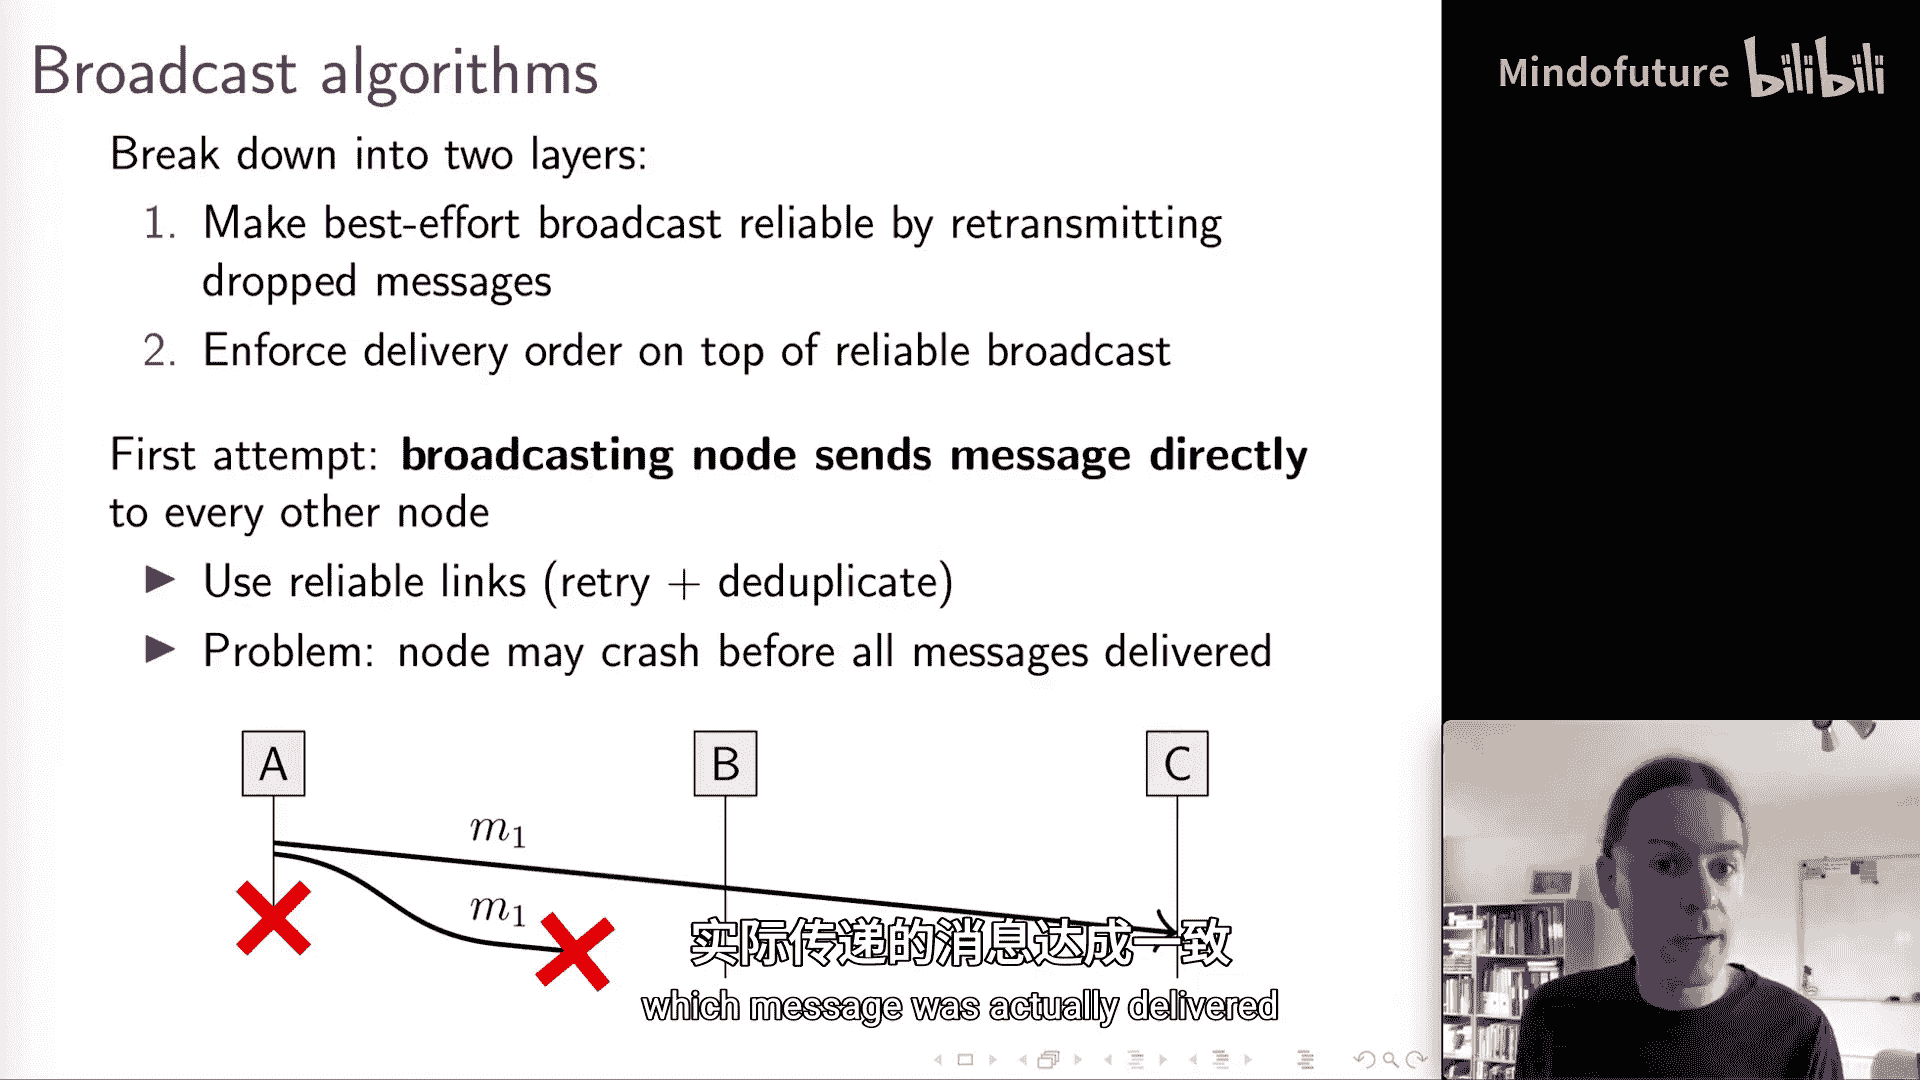 Broadcast algorithms
Mindofuture bilibili
Break down into two layers:
1. Make best-effort broadcast reliable by retransmitting
dropped messages
2. Enforce delivery order on top of reliable broadcast
First attempt: broadcasting node sends message directly
to every other node
▶ Use reliable links (retry + deduplicate)
▶ Problem: node may crash before all messages delivered
A B C
m₁
m₁
实际传递的消息达成一致
which message was actually delivered